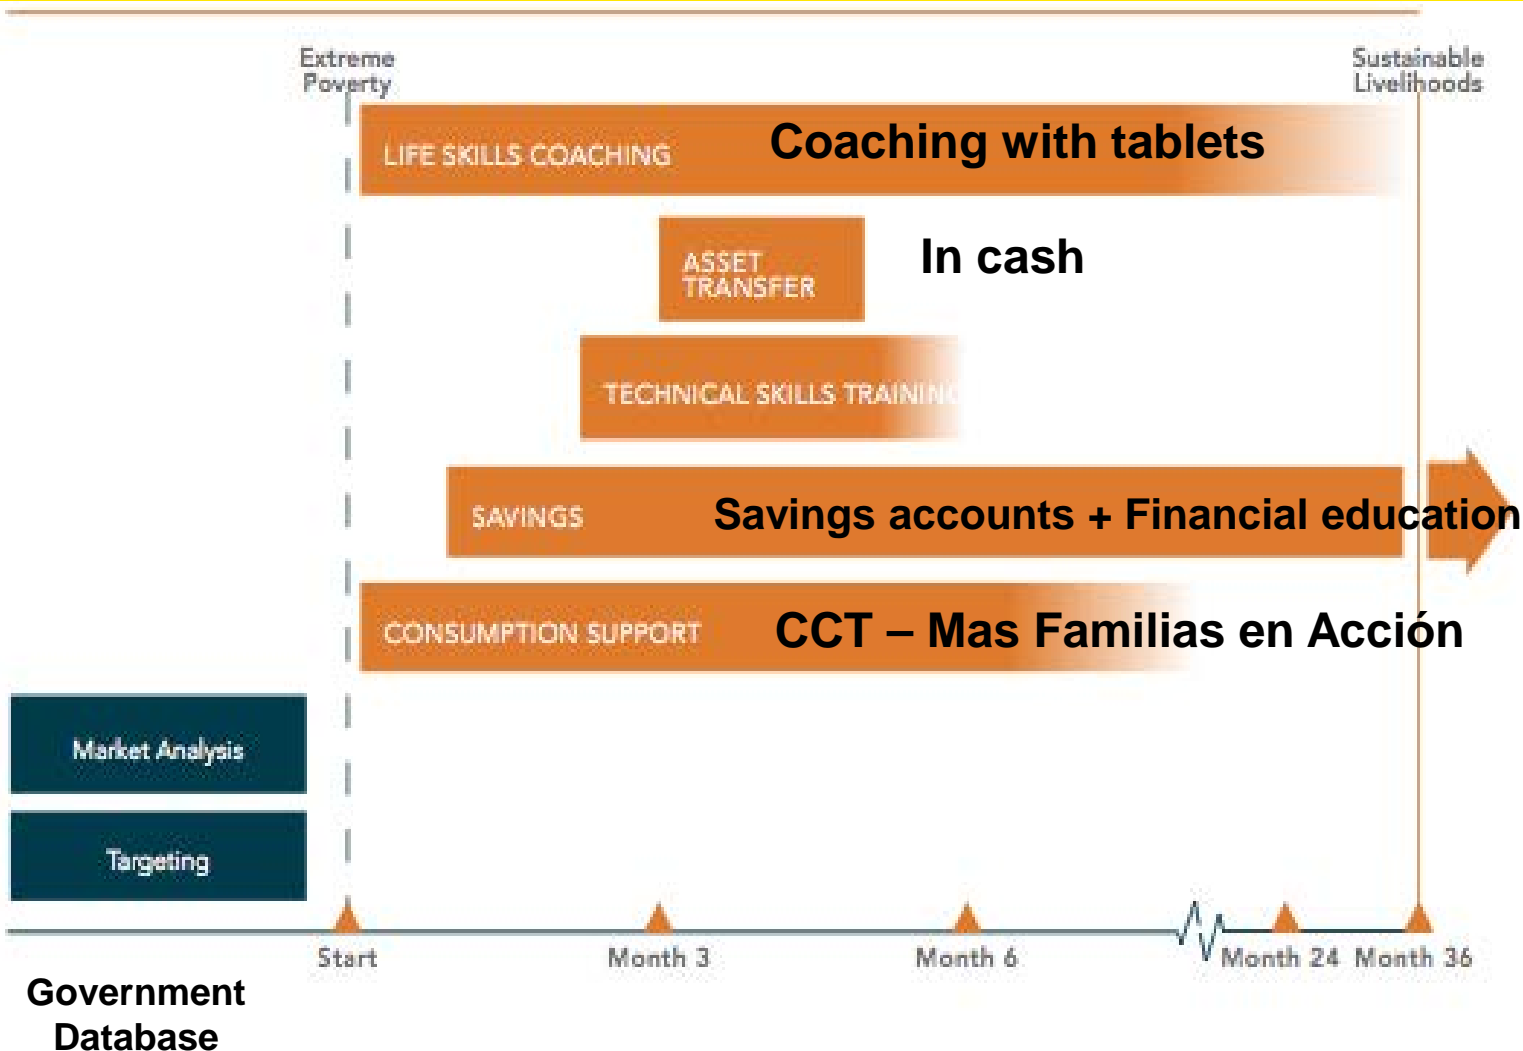 Extreme
Poverty
Sustainable
Livelihoods
LIFE SKILLS COACHING
Coaching with tablets
ASSET
TRANSFER
In cash
TECHNICAL SKILLS TRAINING
SAVINGS
Savings accounts + Financial education
CONSUMPTION SUPPORT
CCT – Mas Familias en Acción
Market Analysis
Targeting
Start
Month 3
Month 6
Month 24
Month 36
Government
Database